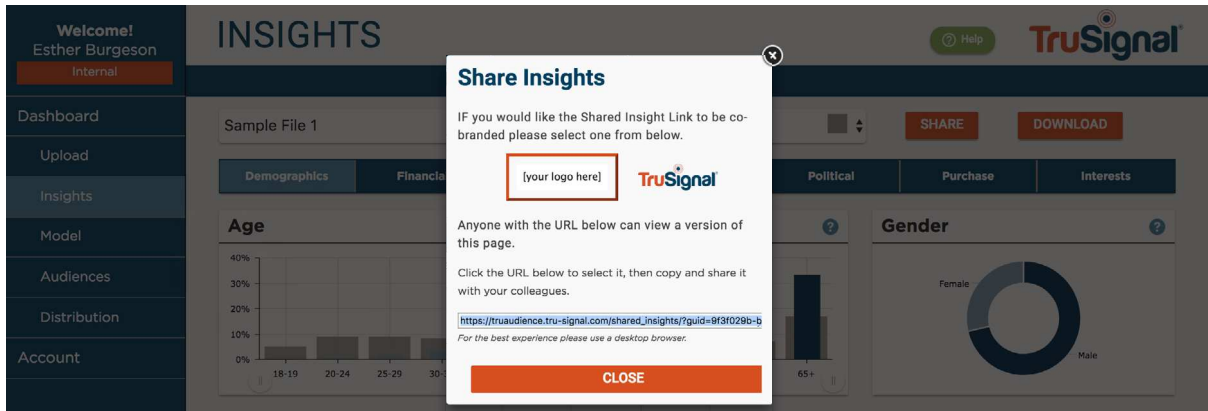 Welcome!
Esther Burgeson
Internal
Dashboard
Upload
Insights
Model
Audiences
Distribution
Account
INSIGHTS
Help
TruSignal
Sample File 1
SHARE
DOWNLOAD
Demographics
Financia
Political
Purchase
Interests
Age
40%
30%
20%
10%
0%
18-19
20-24
25-29
30-
65+
Share Insights
IF you would like the Shared Insight Link to be co-
branded please select one from below.
[your logo here]
TruSignal
Anyone with the URL below can view a version of
this page.
Click the URL below to select it, then copy and share it
with your colleagues.
https://truaudience.tru-signal.com/shared_insights/?guid=9f3f029b-b
For the best experience please use a desktop browser.
CLOSE
Gender
Female
Male